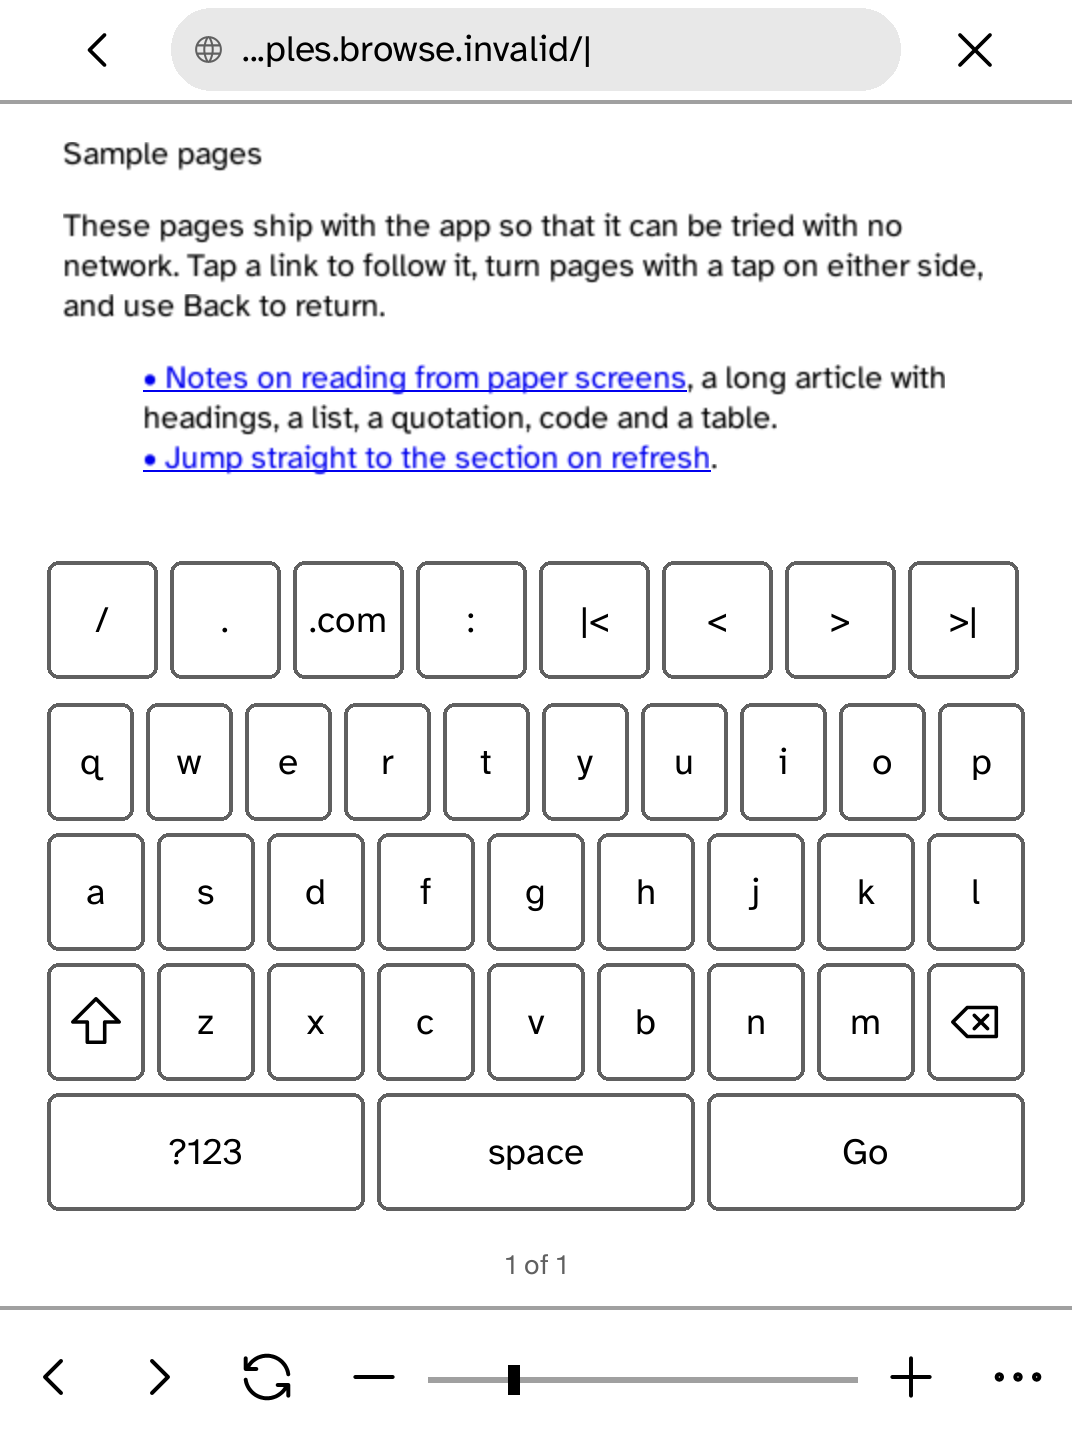 ...ples.browse.invalid/|
Sample pages
These pages ship with the app so that it can be tried with no
network. Tap a link to follow it, turn pages with a tap on either side,
and use Back to return.
• Notes on reading from paper screens, a long article with
headings, a list, a quotation, code and a table.
• Jump straight to the section on refresh.
/ . .com : |< < > >|
q w e r t y u i o p
a s d f g h j k l
z x c v b n m
?123 space Go
1 of 1